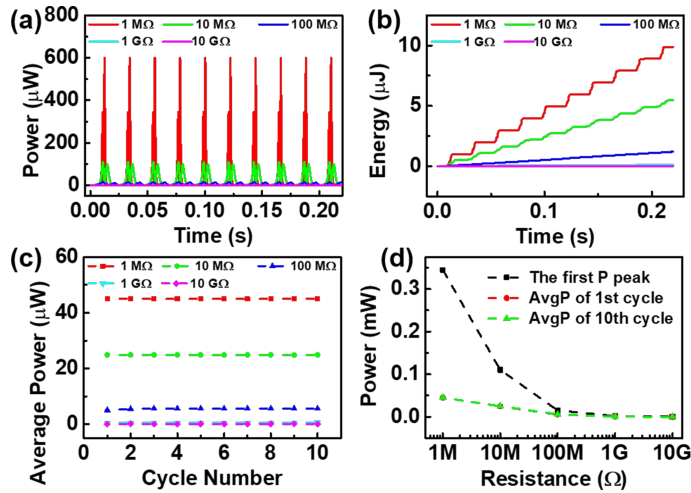 (a)
1 MΩ 10 MΩ 100 MΩ
1 GΩ 10 GΩ
800
600
400
200
0
Power (μW)
0.00 0.05 0.10 0.15 0.20
Time (s)
(b)
1 MΩ 10 MΩ 100 MΩ
1 GΩ 10 GΩ
10
5
0
Energy (μJ)
0.0 0.1 0.2
Time (s)
(c)
1 MΩ 10 MΩ 100 MΩ
1 GΩ 10 GΩ
60
40
20
0
Average Power (μW)
0 2 4 6 8 10
Cycle Number
(d)
The first P peak
AvgP of 1st cycle
AvgP of 10th cycle
0.3
0.2
0.1
0.0
Power (mW)
1M 10M 100M 1G 10G
Resistance (Ω)